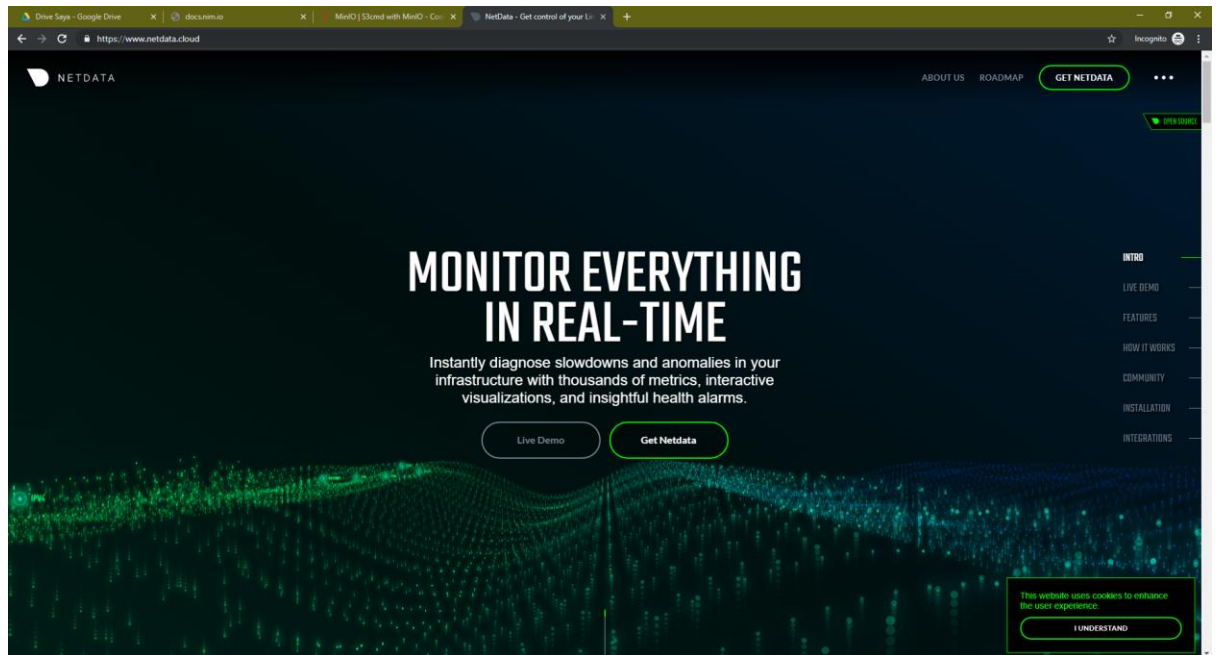 Drive Saya - Google Drive
docs.nim.io
MinIO | S3cmd with MinIO - Coo
NetData - Get control of your Lin
https://www.netdata.cloud
Incognito
NETDATA
ABOUT US
ROADMAP
GET NETDATA
OPEN SOURCE
MONITOR EVERYTHING
IN REAL-TIME
Instantly diagnose slowdowns and anomalies in your
infrastructure with thousands of metrics, interactive
visualizations, and insightful health alarms.
Live Demo
Get Netdata
INTRO
LIVE DEMO
FEATURES
HOW IT WORKS
COMMUNITY
INSTALLATION
INTEGRATIONS
This website uses cookies to enhance
the user experience.
I UNDERSTAND